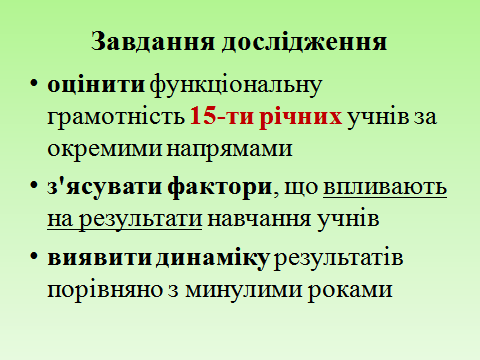 Завдання дослідження
• оцінити функціональну
грамотність 15-ти річних учнів за
окремими напрямами
• з'ясувати фактори, що впливають
на результати навчання учнів
• виявити динаміку результатів
порівняно з минулими роками